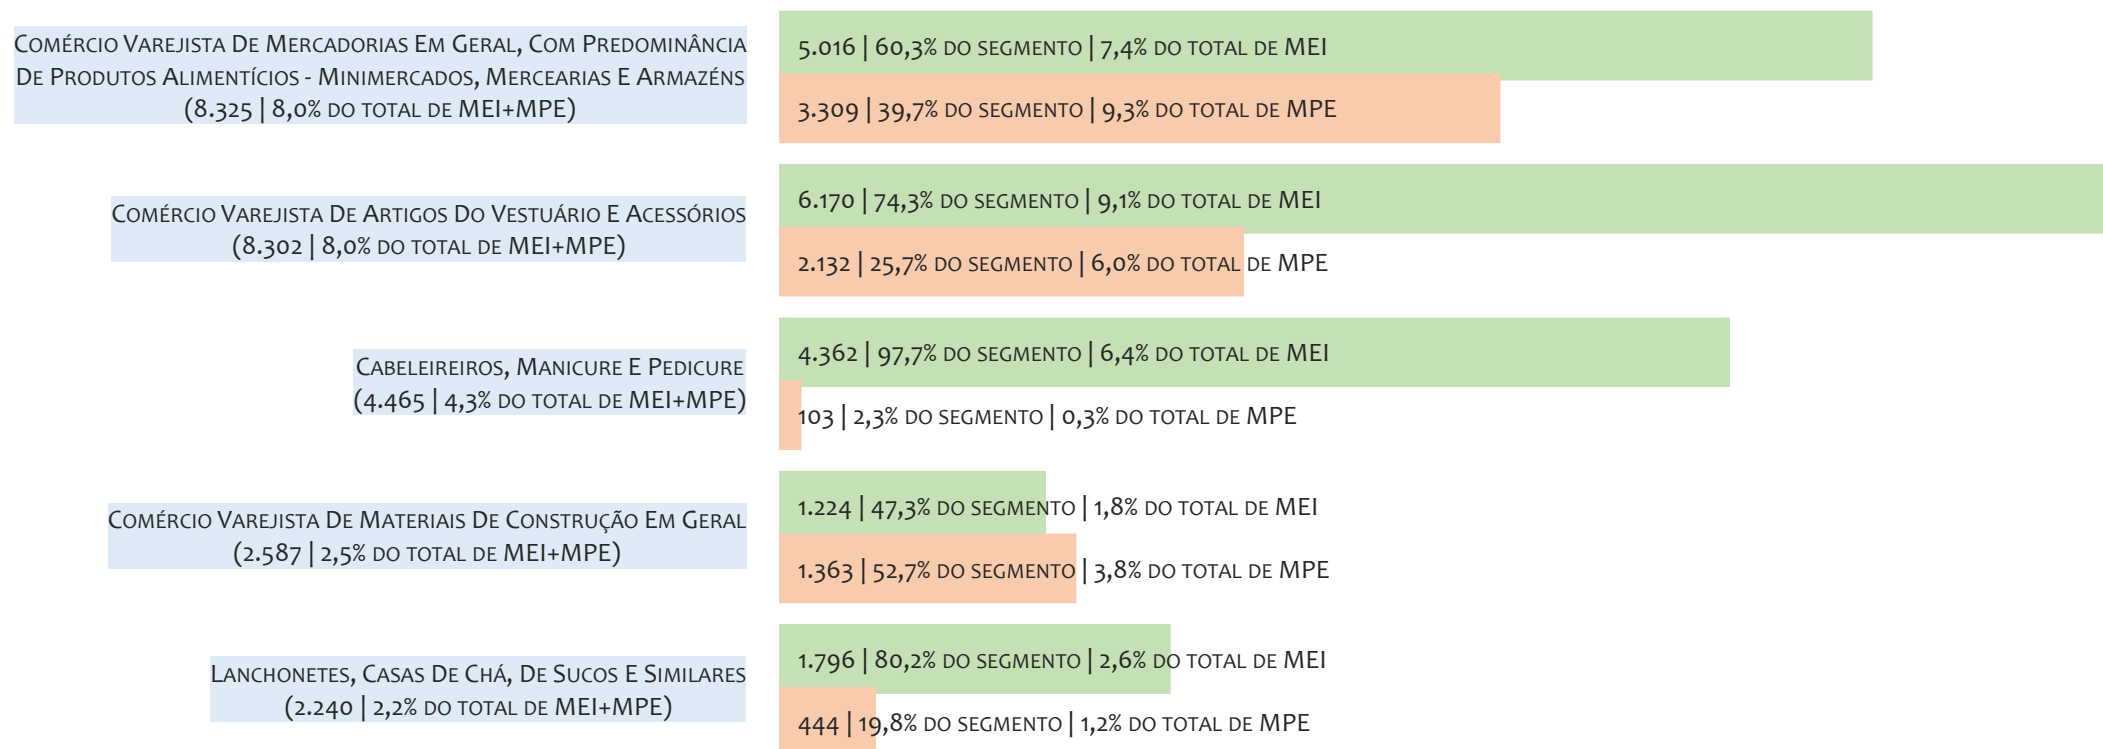 Comércio Varejista De Mercadorias Em Geral, Com Predominância
De Produtos Alimentícios - Minimercados, Mercearias E Armazéns
(8.325 | 8,0% do total de MEI+MPE)
5.016 | 60,3% do segmento | 7,4% do total de MEI
3.309 | 39,7% do segmento | 9,3% do total de MPE
Comércio Varejista De Artigos Do Vestuário E Acessórios
(8.302 | 8,0% do total de MEI+MPE)
6.170 | 74,3% do segmento | 9,1% do total de MEI
2.132 | 25,7% do segmento | 6,0% do total de MPE
Cabeleireiros, Manicure E Pedicure
(4.465 | 4,3% do total de MEI+MPE)
4.362 | 97,7% do segmento | 6,4% do total de MEI
103 | 2,3% do segmento | 0,3% do total de MPE
Comércio Varejista De Materiais De Construção Em Geral
(2.587 | 2,5% do total de MEI+MPE)
1.224 | 47,3% do segmento | 1,8% do total de MEI
1.363 | 52,7% do segmento | 3,8% do total de MPE
Lanchonetes, Casas De Chá, De Sucos E Similares
(2.240 | 2,2% do total de MEI+MPE)
1.796 | 80,2% do segmento | 2,6% do total de MEI
444 | 19,8% do segmento | 1,2% do total de MPE